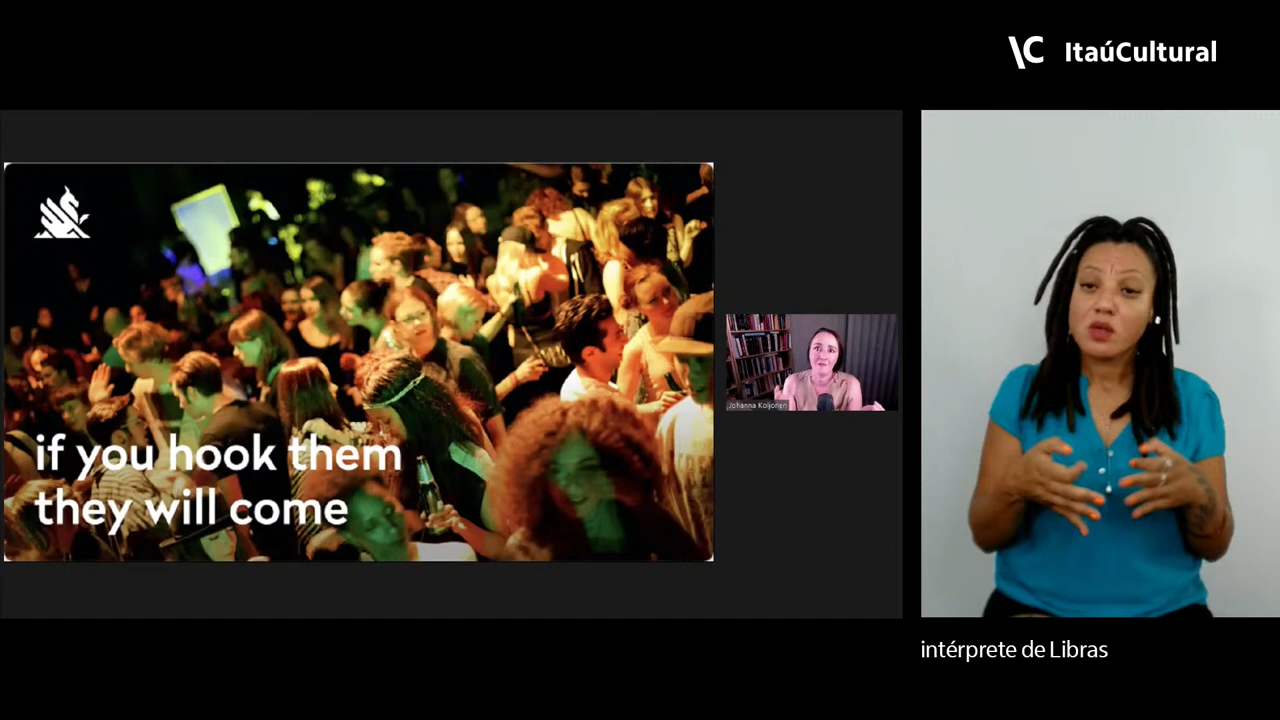 \C ItaúCultural
if you hook them
they will come
Johanna Koljonen
intérprete de Libras